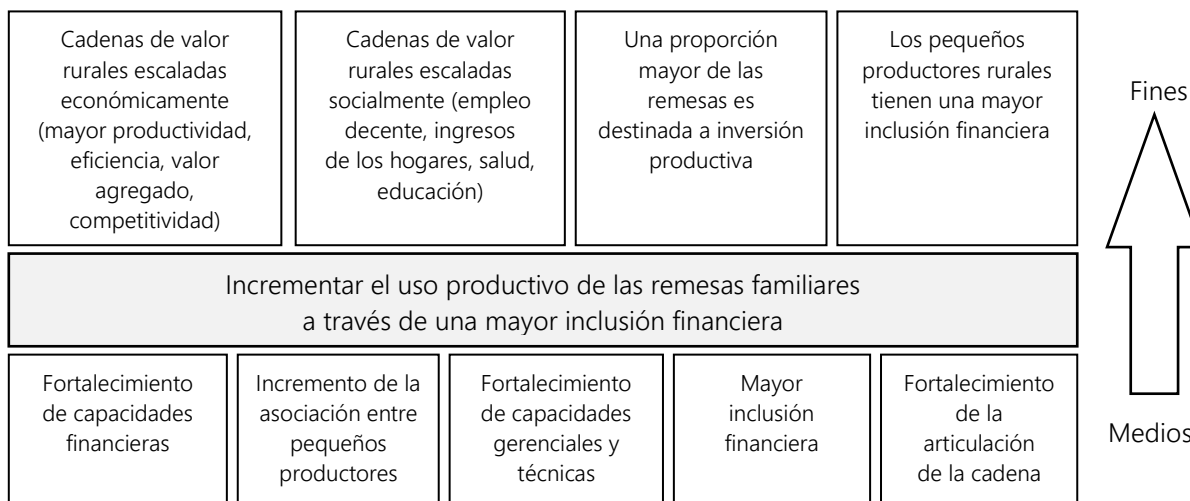 Cadenas de valor
rurales escaladas
económicamente
(mayor productividad,
eficiencia, valor
agregado,
competitividad)
Cadenas de valor
rurales escaladas
socialmente (empleo
decente, ingresos
de los hogares, salud,
educación)
Una proporción
mayor de las
remesas es
destinada a inversión
productiva
Los pequeños
productores rurales
tienen una mayor
inclusión financiera
Fines
Incrementar el uso productivo de las remesas familiares
a través de una mayor inclusión financiera
Fortalecimiento
de capacidades
financieras
Incremento de la
asociación entre
pequeños
productores
Fortalecimiento
de capacidades
gerenciales y
técnicas
Mayor
inclusión
financiera
Fortalecimiento
de la
articulación
de la cadena
Medios